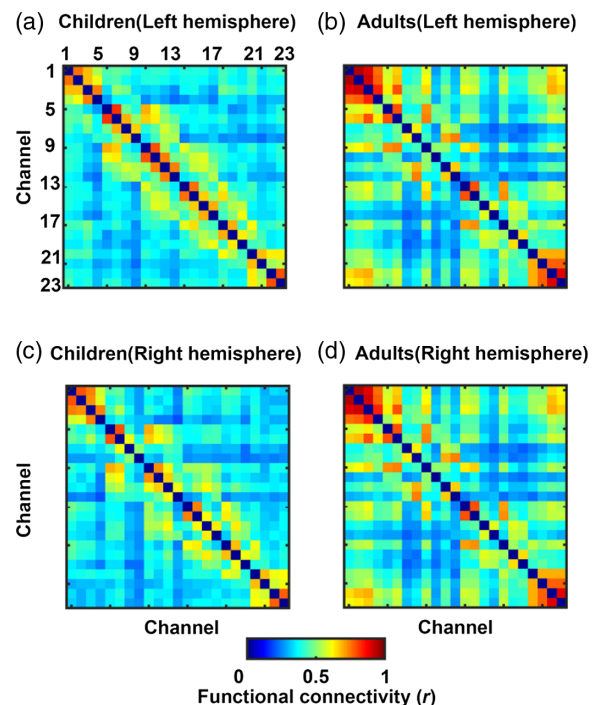 (a) Children(Left hemisphere)
(b) Adults(Left hemisphere)
1 5 9 13 17 21 23
1
5
9
13
17
21
23
Channel
(c) Children(Right hemisphere)
(d) Adults(Right hemisphere)
Channel
Channel
Channel
0 0.5 1
Functional connectivity (r)